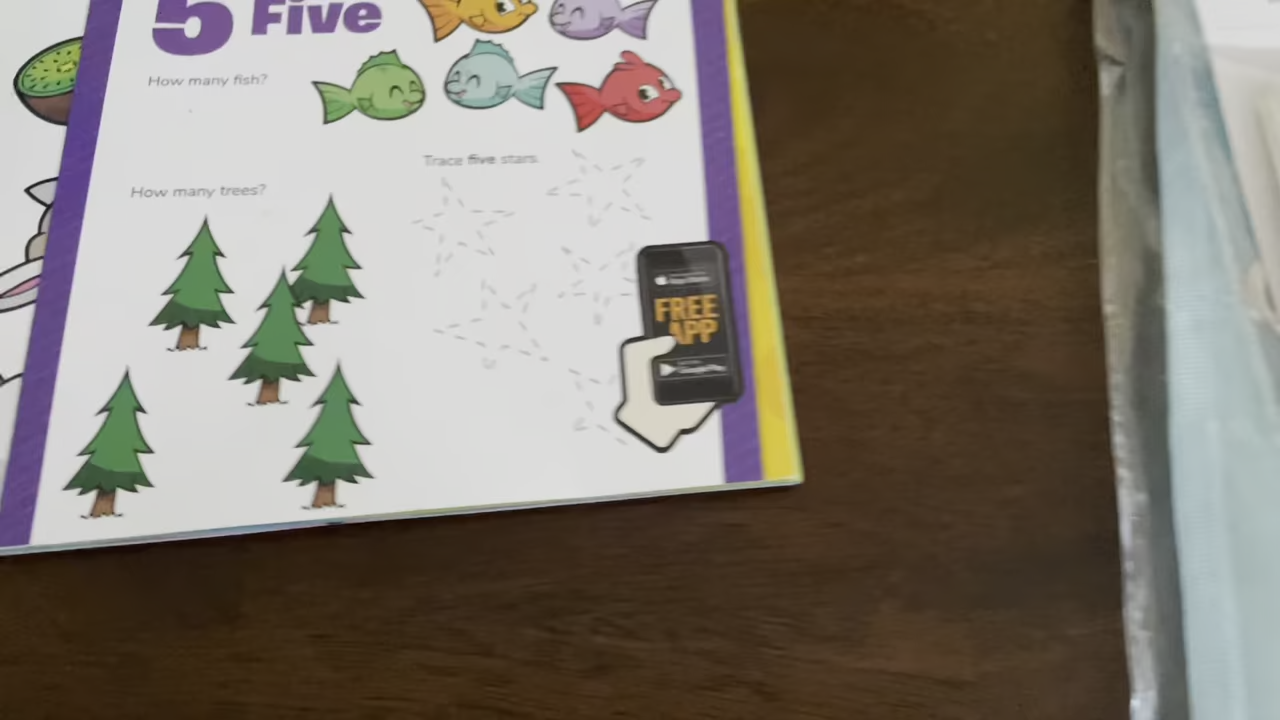 5 Five
How many fish?
Trace five stars.
How many trees?
FREE
APP